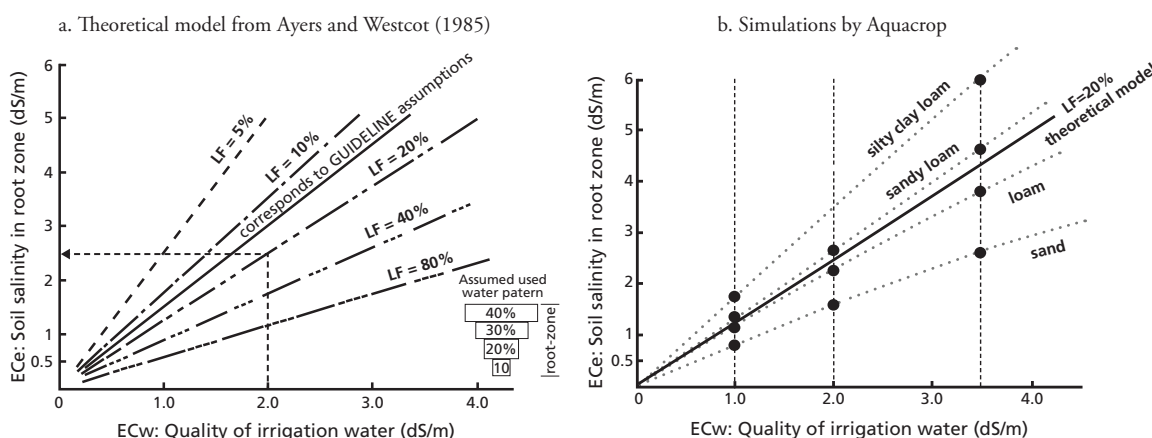 a. Theoretical model from Ayers and Westcot (1985)
ECe: Soil salinity in root zone (dS/m)
6
5
4
3
2
1
0.5
0
1.0
2.0
3.0
4.0
ECw: Quality of irrigation water (dS/m)
LF = 5%
LF = 10%
corresponds to GUIDELINE assumptions
LF = 20%
LF = 40%
LF = 80%
Assumed used
water patern
40%
30%
20%
10
root-zone
b. Simulations by Aquacrop
ECe: Soil salinity in root zone (dS/m)
6
5
4
3
2
1
0.5
0
1.0
2.0
3.0
4.0
ECw: Quality of irrigation water (dS/m)
silty clay loam
sandy loam
LF=20%
theoretical model
loam
sand